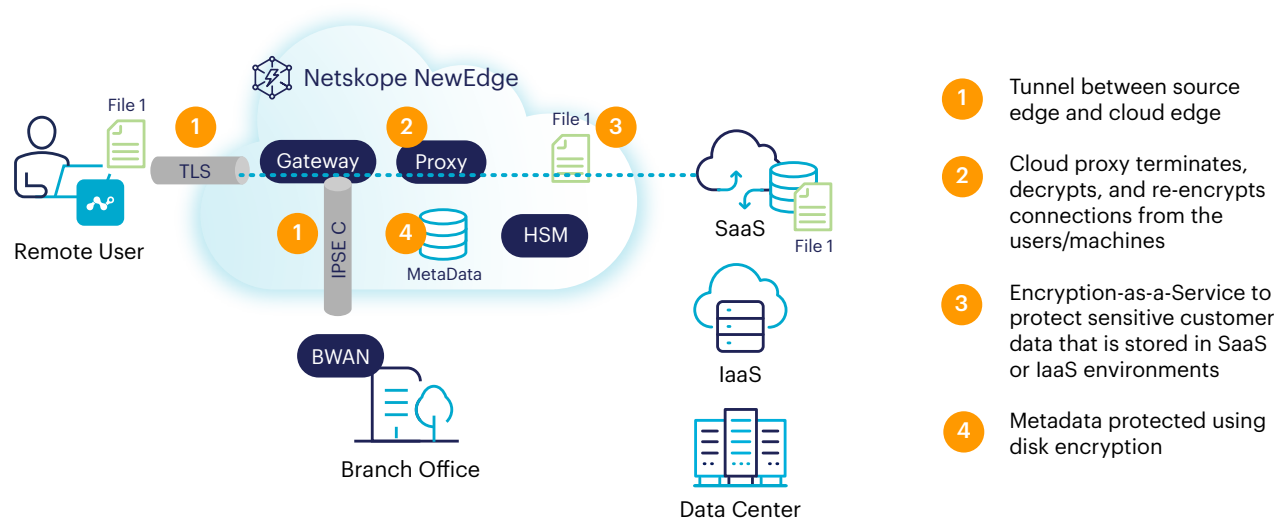 Netskope NewEdge
File 1
1
2
File 1
3
Gateway
Proxy
TLS
1
IPSE C
4
MetaData
HSM
Remote User
SaaS
File 1
BWAN
IaaS
Branch Office
Data Center
1
Tunnel between source
edge and cloud edge
2
Cloud proxy terminates,
decrypts, and re-encrypts
connections from the
users/machines
3
Encryption-as-a-Service to
protect sensitive customer
data that is stored in SaaS
or IaaS environments
4
Metadata protected using
disk encryption